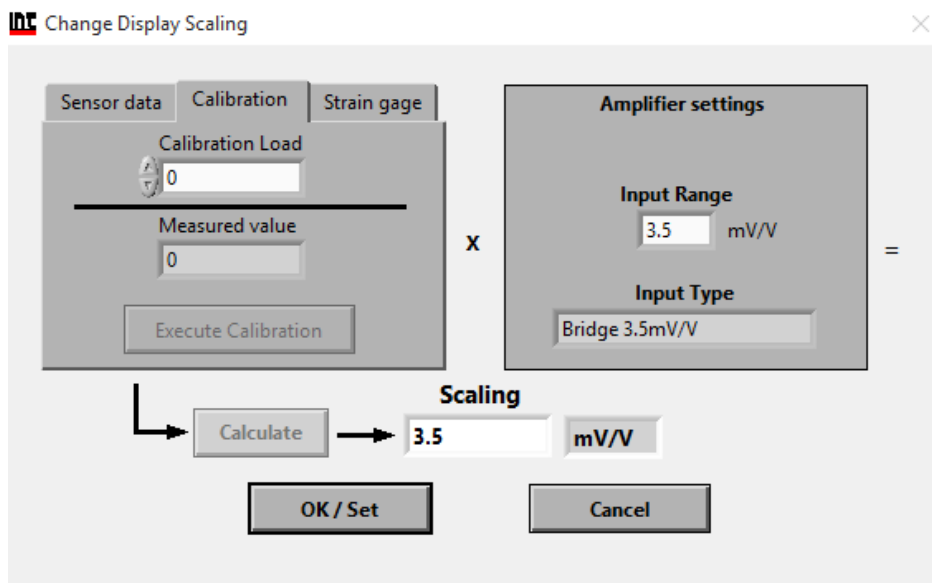 INT Change Display Scaling
Sensor data Calibration Strain gage
Calibration Load
0
Measured value
0
Execute Calibration
x
Amplifier settings
Input Range
3.5 mV/V
Input Type
Bridge 3.5mV/V
=
Calculate
Scaling
3.5 mV/V
OK / Set Cancel